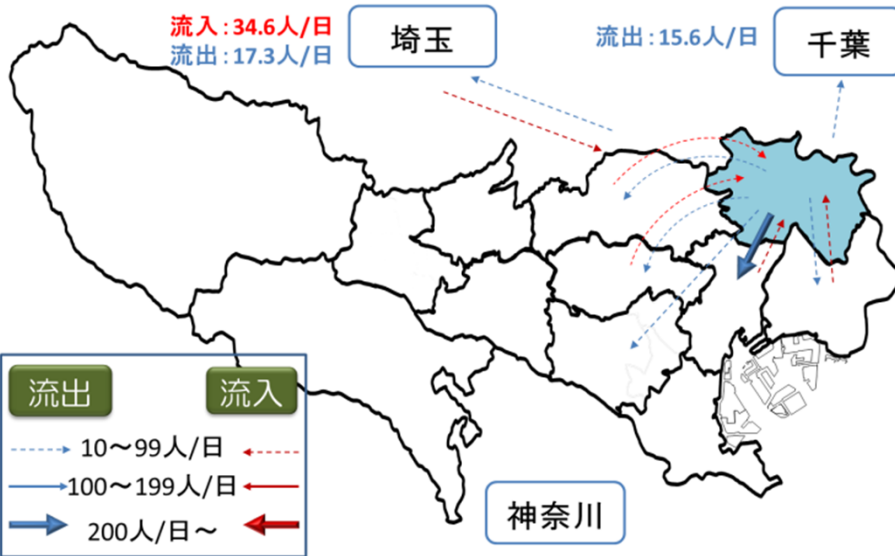 流入:34.6人/日
流出:17.3人/日
埼玉
流出:15.6人/日
千葉
流出
流入
10~99人/日
100~199人/日
200人/日~
神奈川